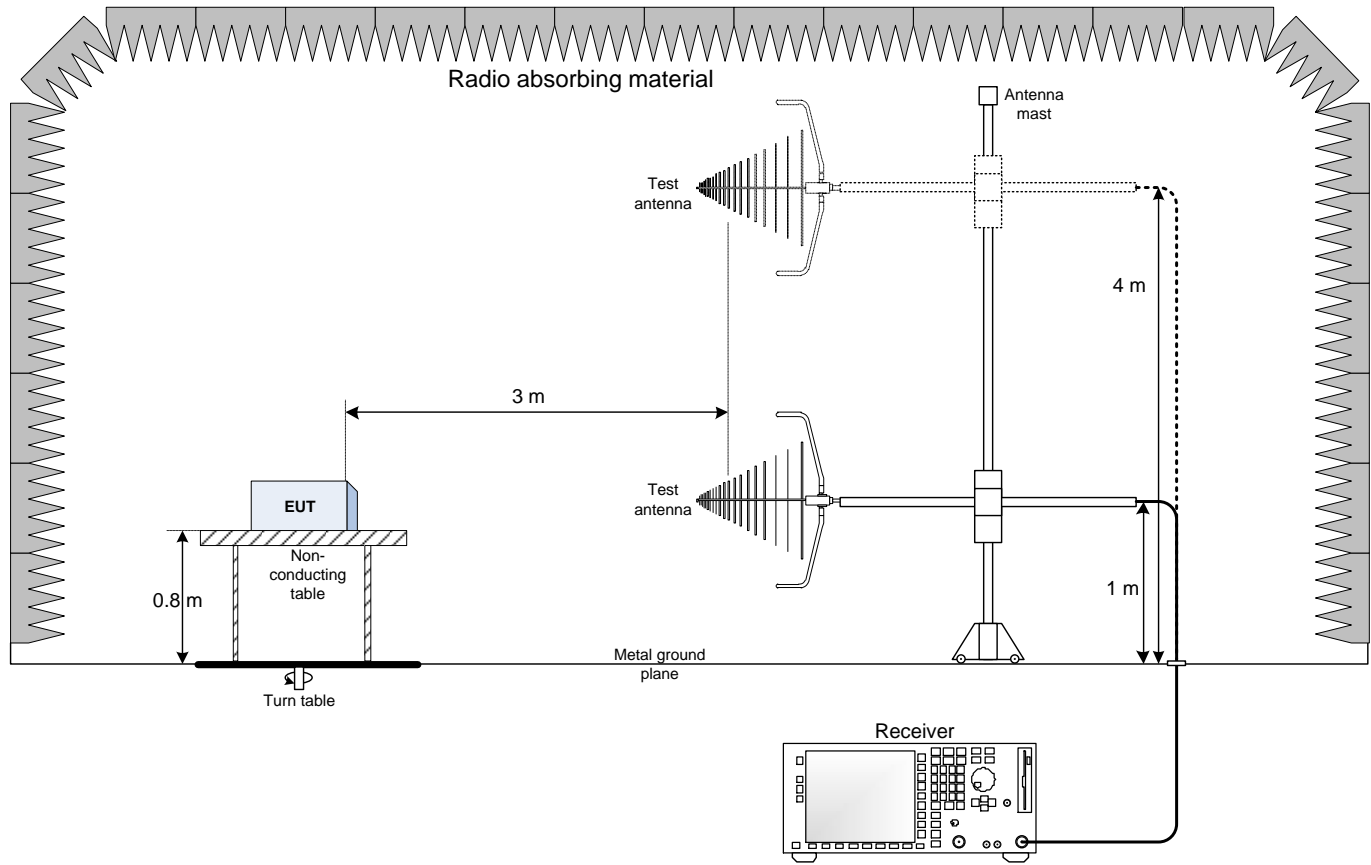 Radio absorbing material
Antenna
mast
Test
antenna
4 m
3 m
Test
antenna
EUT
Non-
conducting
table
0.8 m
1 m
Metal ground
plane
Turn table
Receiver